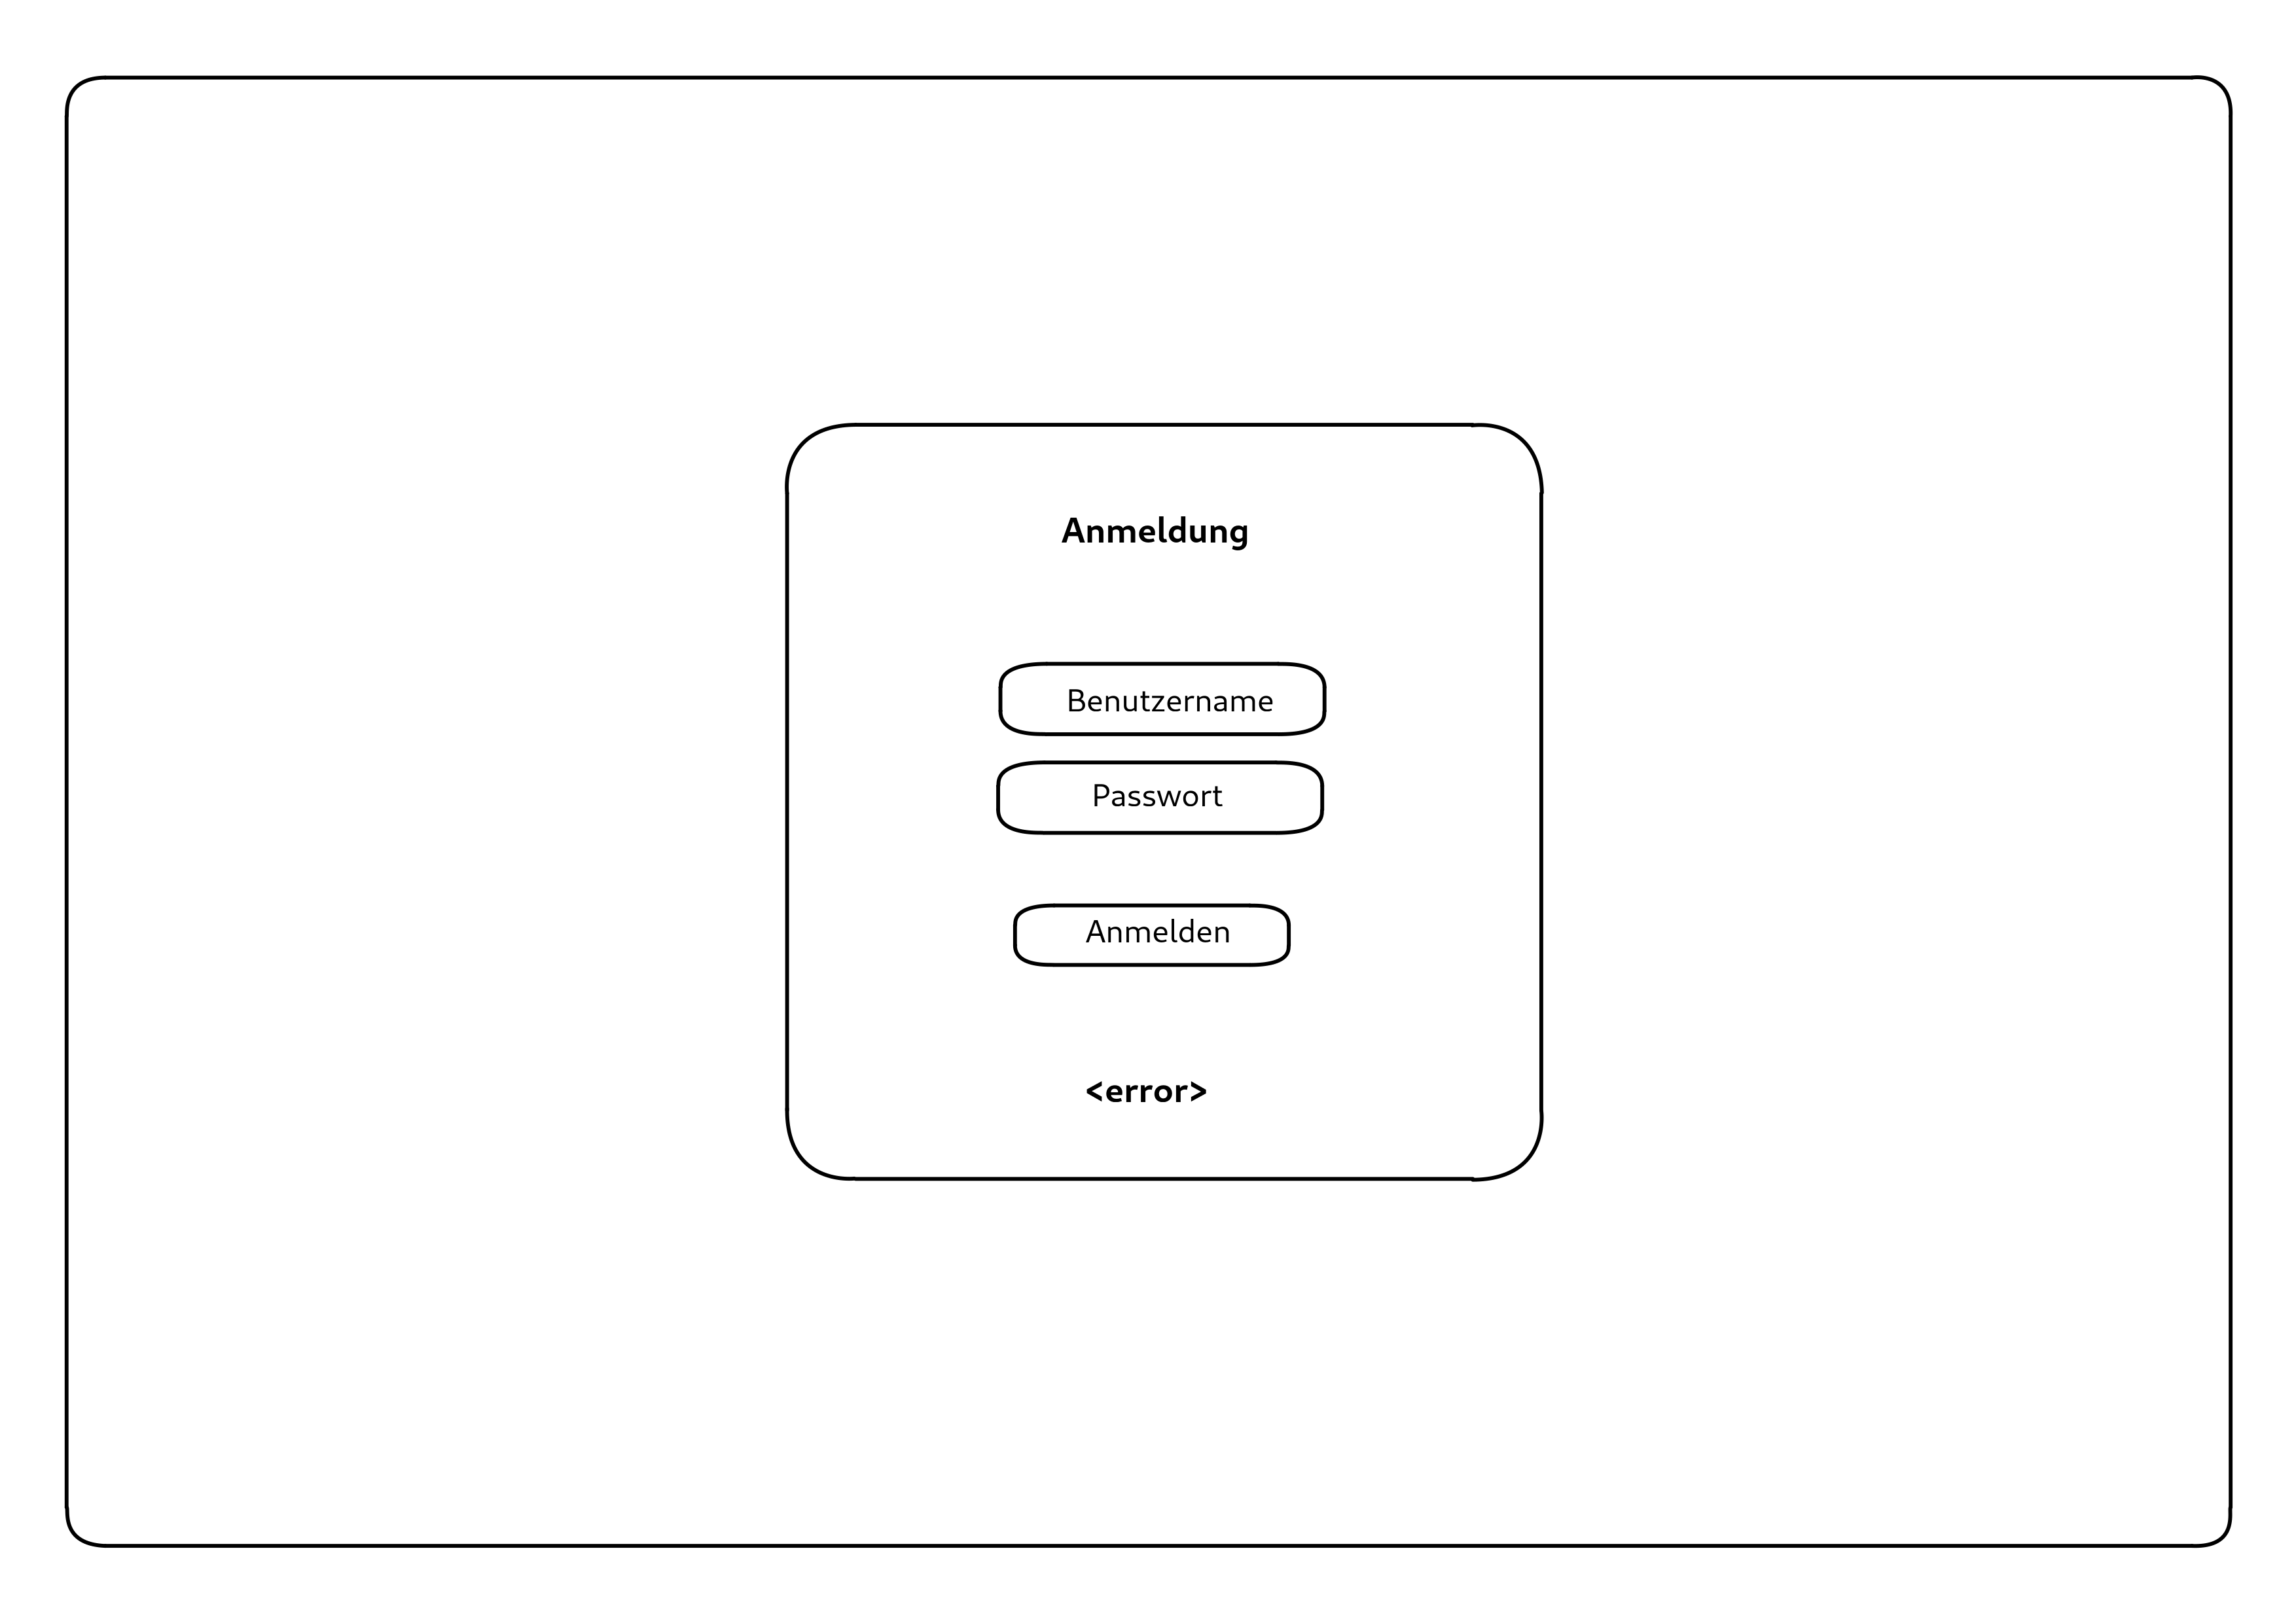 Anmeldung
Benutzername
Passwort
Anmelden
<error>